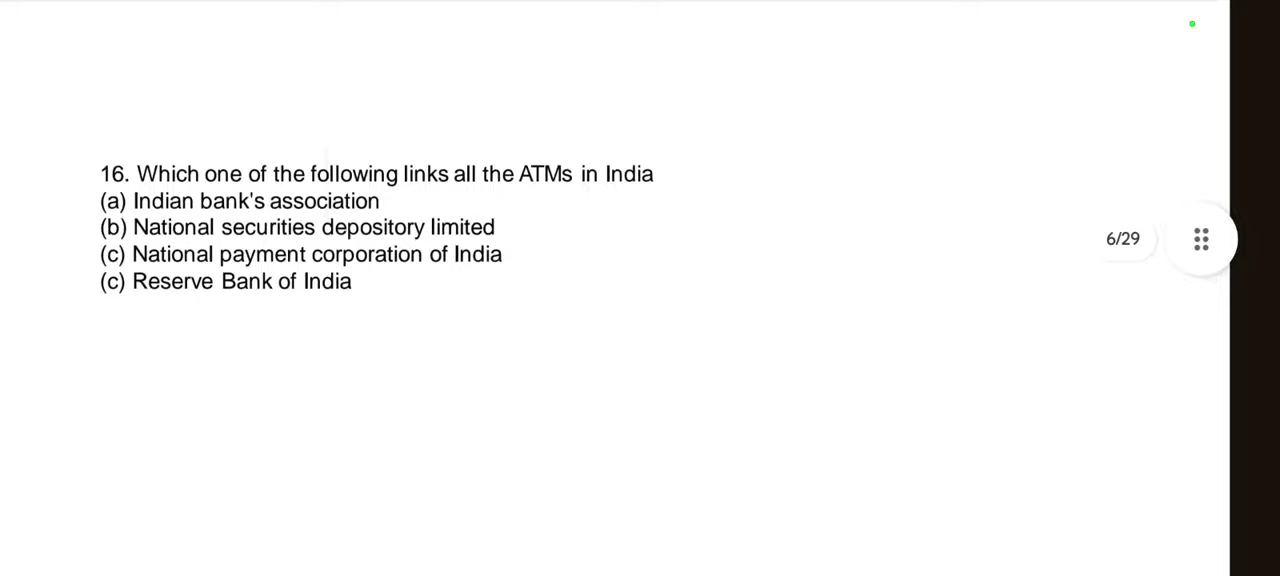 16. Which one of the following links all the ATMs in India
(a) Indian bank's association
(b) National securities depository limited
(c) National payment corporation of India
(c) Reserve Bank of India
6/29